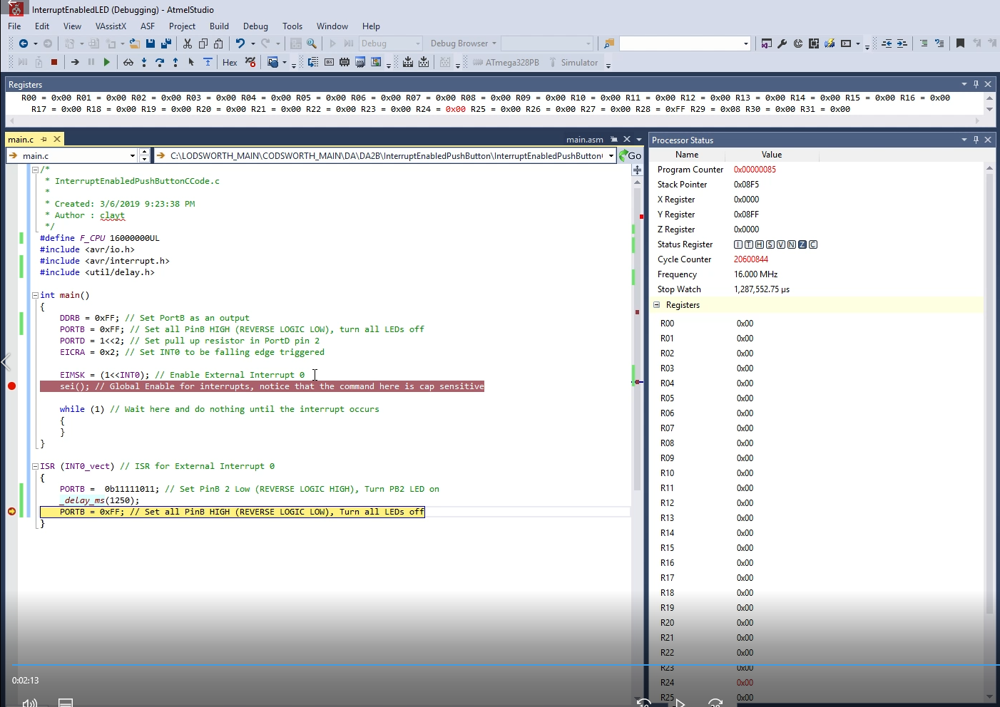 InterruptEnabledLED (Debugging) - AtmelStudio
File Edit View VAssistX ASF Project Build Debug Tools Window Help
Debug Debug Browser
Hex ATmega328PB Simulator
Registers
R00 = 0x00 R01 = 0x00 R02 = 0x00 R03 = 0x00 R04 = 0x00 R05 = 0x00 R06 = 0x00 R07 = 0x00 R08 = 0x00 R09 = 0x00 R10 = 0x00 R11 = 0x00 R12 = 0x00 R13 = 0x00 R14 = 0x00 R15 = 0x00 R16 = 0x00
R17 = 0x00 R18 = 0x00 R19 = 0x00 R20 = 0x00 R21 = 0x00 R22 = 0x00 R23 = 0x00 R24 = 0x00 R25 = 0x00 R26 = 0x00 R27 = 0x00 R28 = 0xFF R29 = 0x08 R30 = 0x00 R31 = 0x00
main.c main.asm
main.c C:\LODSWORTH_MAIN\CODSWORTH_MAIN\DA\DA2B\InterruptEnabledPushButton\InterruptEnabledPushButton Go
/*
* InterruptEnabledPushButtonCCode.c
*
* Created: 3/6/2019 9:23:38 PM
* Author : clayt
*/
#define F_CPU 16000000UL
#include <avr/io.h>
#include <avr/interrupt.h>
#include <util/delay.h>
int main()
{
DDRB = 0xFF; // Set PortB as an output
PORTB = 0xFF; // Set all PinB HIGH (REVERSE LOGIC LOW), turn all LEDs off
PORTD = 1<<2; // Set pull up resistor in PortD pin 2
EICRA = 0x2; // Set INT0 to be falling edge triggered
EIMSK = (1<<INT0); // Enable External Interrupt 0
sei(); // Global Enable for interrupts, notice that the command here is cap sensitive
while (1) // Wait here and do nothing until the interrupt occurs
{
}
}
ISR (INT0_vect) // ISR for External Interrupt 0
{
PORTB = 0b11111011; // Set PinB 2 Low (REVERSE LOGIC HIGH), Turn PB2 LED on
_delay_ms(1250);
PORTB = 0xFF; // Set all PinB HIGH (REVERSE LOGIC LOW), Turn all LEDs off
}
Processor Status
Name Value
Program Counter 0x00000085
Stack Pointer 0x08F5
X Register 0x0000
Y Register 0x08FF
Z Register 0x0000
Status Register I T H S V N Z C
Cycle Counter 20600844
Frequency 16.000 MHz
Stop Watch 1,287,552.75 µs
Registers
R00 0x00
R01 0x00
R02 0x00
R03 0x00
R04 0x00
R05 0x00
R06 0x00
R07 0x00
R08 0x00
R09 0x00
R10 0x00
R11 0x00
R12 0x00
R13 0x00
R14 0x00
R15 0x00
R16 0x00
R17 0x00
R18 0x00
R19 0x00
R20 0x00
R21 0x00
R22 0x00
R23 0x00
R24 0x00
R25 0x00
0:02:13